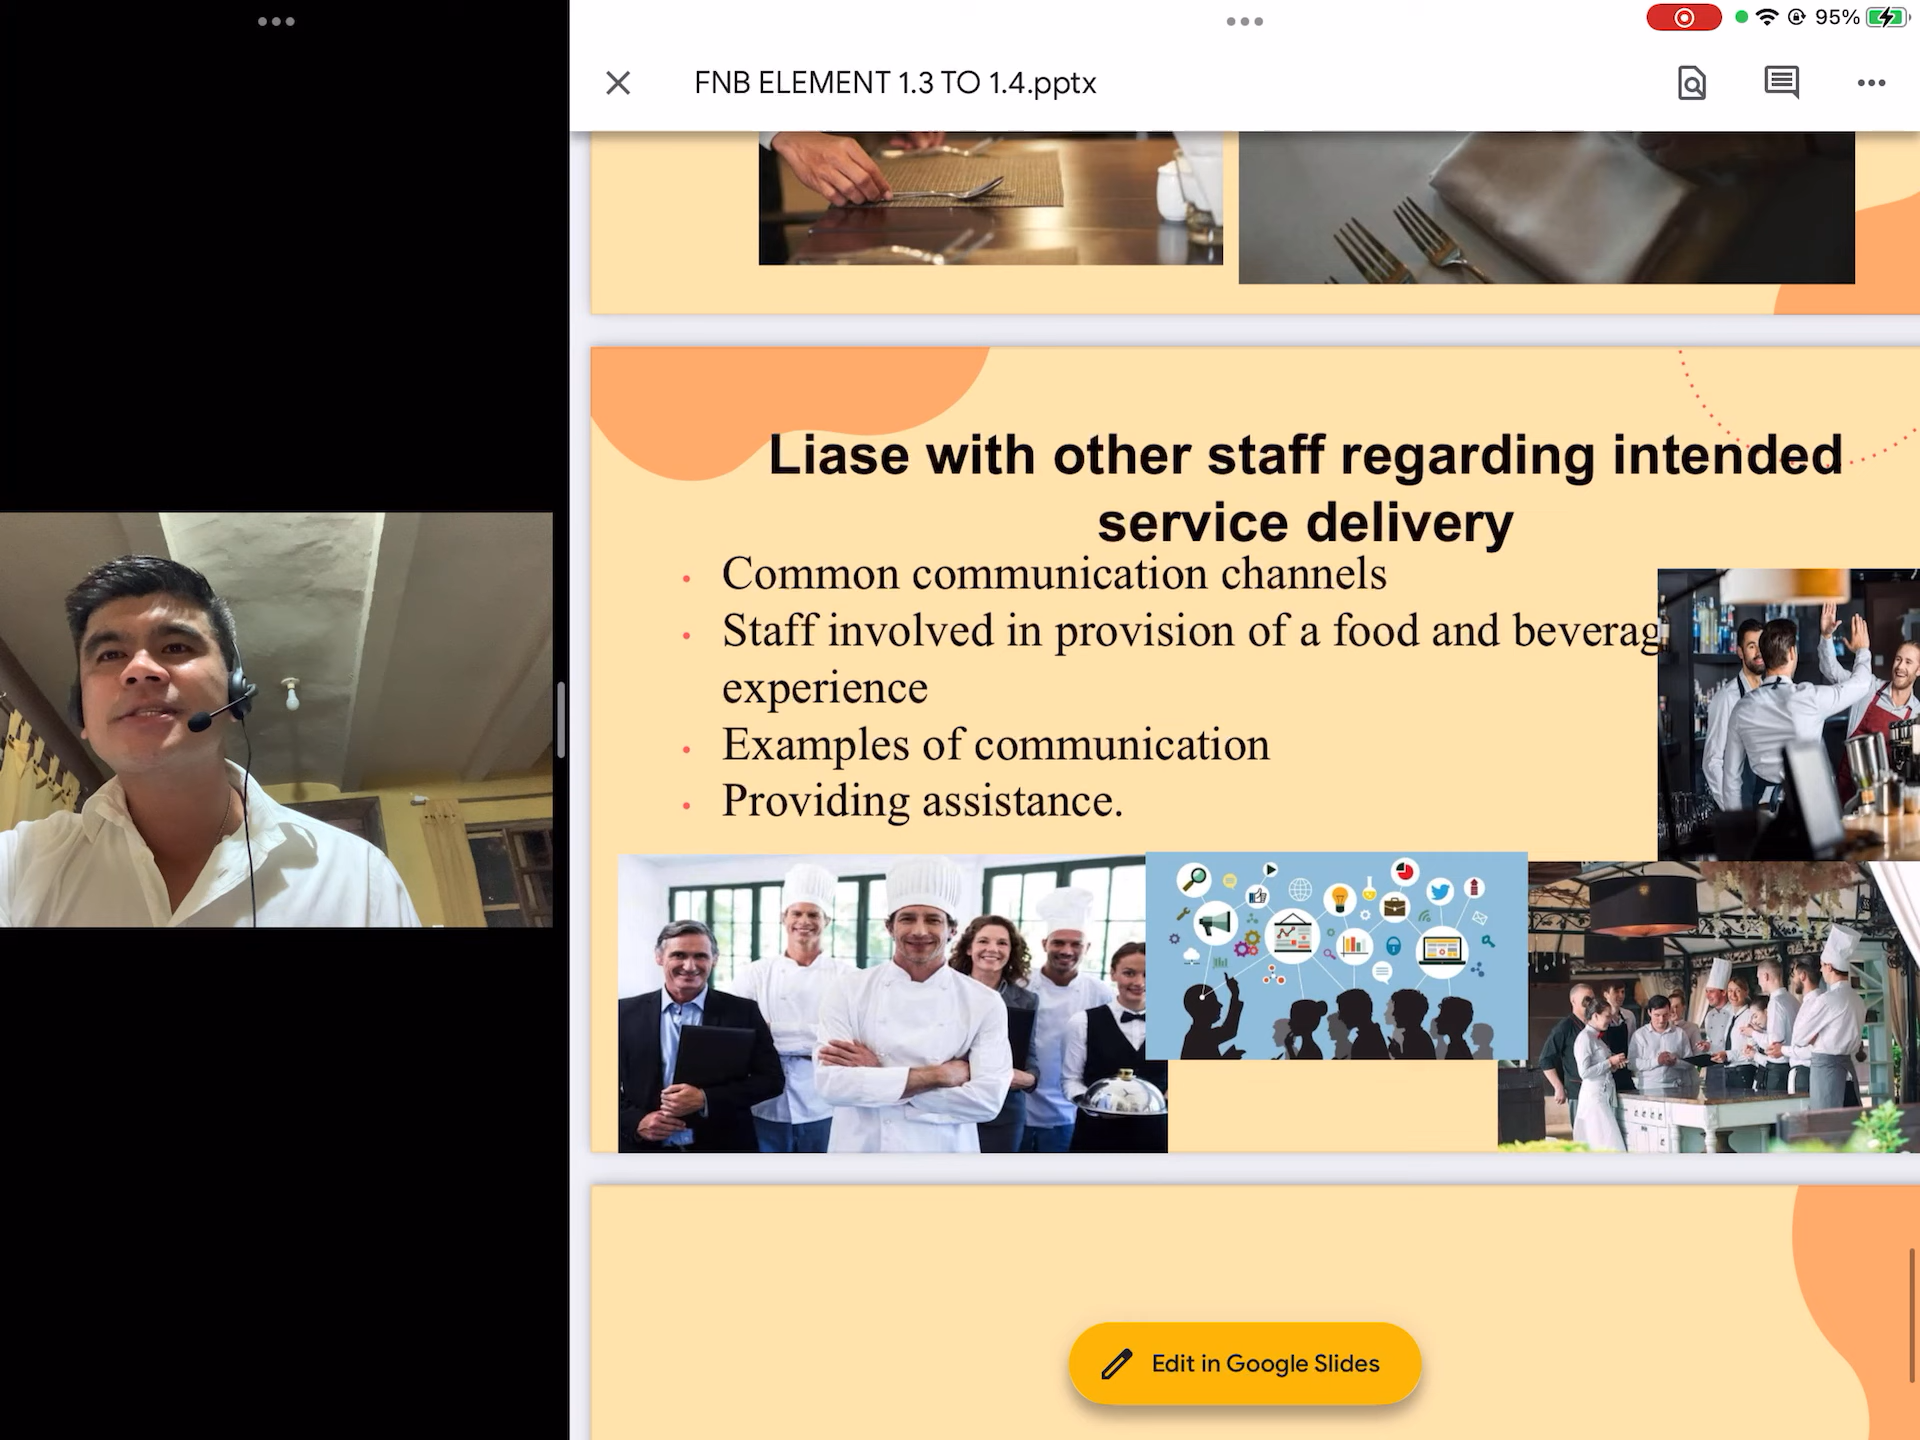 95%
FNB ELEMENT 1.3 TO 1.4.pptx
Liase with other staff regarding intended
service delivery
• Common communication channels
• Staff involved in provision of a food and beverag
experience
• Examples of communication
• Providing assistance.
Edit in Google Slides